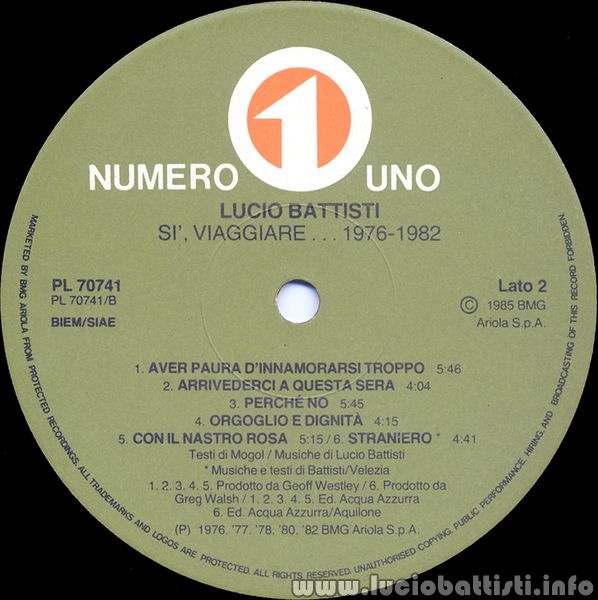 1
NUMERO UNO
LUCIO BATTISTI
SI', VIAGGIARE . . . 1976-1982
PL 70741
PL 70741/B
BIEM/SIAE
Lato 2
© 1985 BMG
Ariola S.p.A.
1. AVER PAURA D'INNAMORARSI TROPPO 5:46
2. ARRIVEDERCI A QUESTA SERA 4:04
3. PERCHÉ NO 5:45
4. ORGOGLIO E DIGNITÀ 4:15
5. CON IL NASTRO ROSA 5:15 / 6. STRANIERO * 4:41
Testi di Mogol / Musiche di Lucio Battisti
* Musiche e testi di Battisti/Velezia
1. 2. 3. 4. 5. Prodotto da Geoff Westley / 6. Prodotto da
Greg Walsh / 1. 2. 3. 4. 5. Ed. Acqua Azzurra
6. Ed. Acqua Azzurra/Aquilone
(P) 1976, '77, '78, '80, '82 BMG Ariola S.p.A.
MARKETED BY BMG ARIOLA FROM PROTECTED RECORDINGS. ALL TRADEMARKS AND LOGOS ARE PROTECTED. ALL RIGHTS RESERVED. UNAUTHORISED COPYING, PUBLIC PERFORMANCE, HIRING, AND BROADCASTING OF THIS RECORD FORBIDDEN.
www.luciobattisti.info